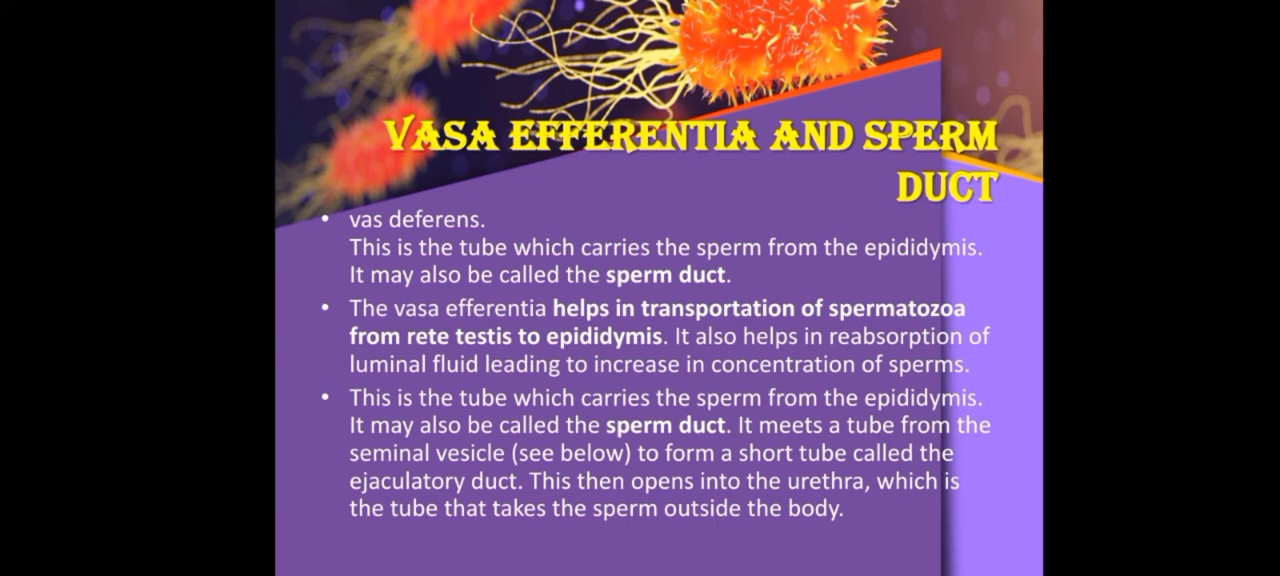 VASA EFFERENTIA AND SPERM
DUCT
• vas deferens.
This is the tube which carries the sperm from the epididymis.
It may also be called the sperm duct.
• The vasa efferentia helps in transportation of spermatozoa
from rete testis to epididymis. It also helps in reabsorption of
luminal fluid leading to increase in concentration of sperms.
• This is the tube which carries the sperm from the epididymis.
It may also be called the sperm duct. It meets a tube from the
seminal vesicle (see below) to form a short tube called the
ejaculatory duct. This then opens into the urethra, which is
the tube that takes the sperm outside the body.